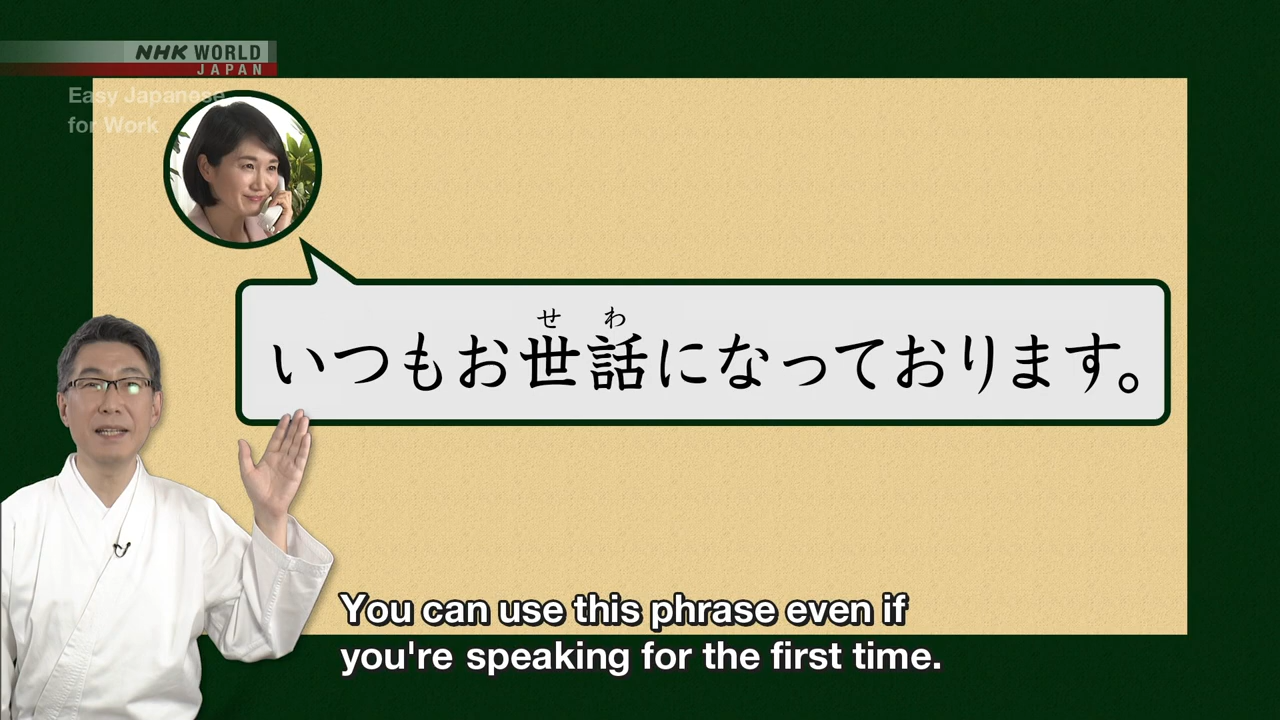 NHK WORLD
JAPAN
Easy Japanese
for Work
せ わ
いつもお世話になっております。
You can use this phrase even if
you're speaking for the first time.